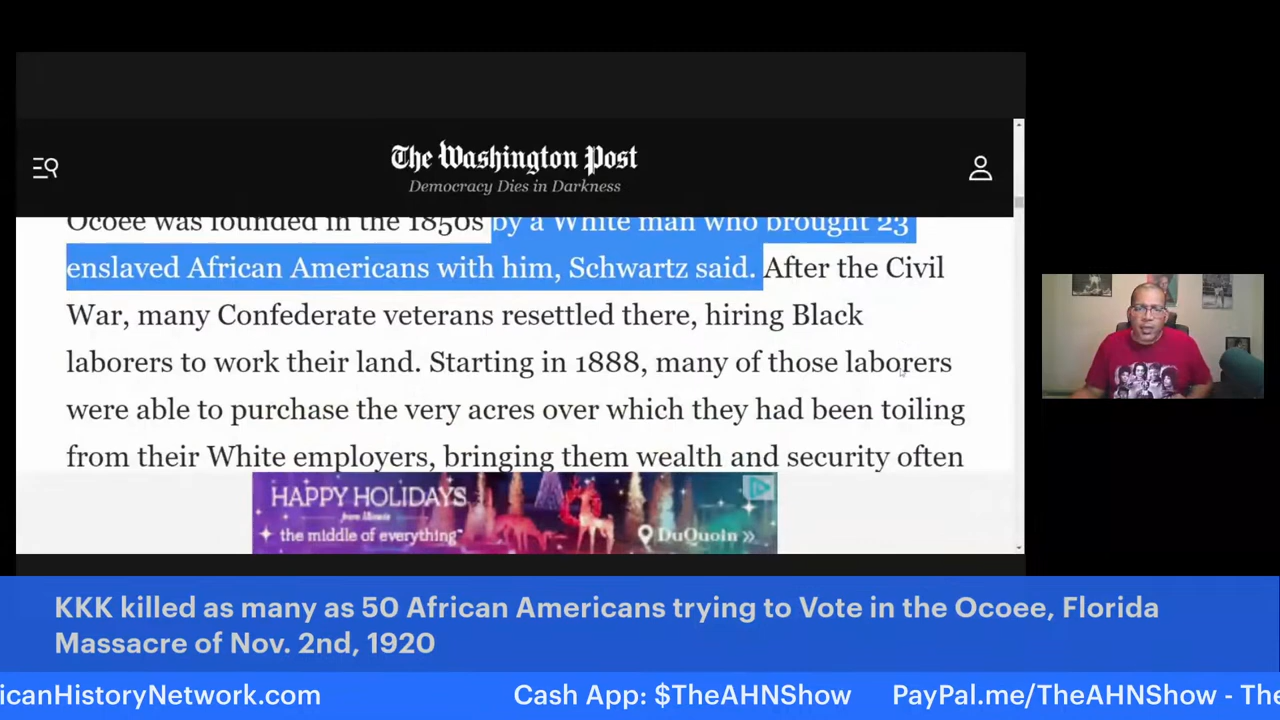 The Washington Post
Democracy Dies in Darkness
Ocoee was founded in the 1850s by a White man who brought 23
enslaved African Americans with him, Schwartz said. After the Civil
War, many Confederate veterans resettled there, hiring Black
laborers to work their land. Starting in 1888, many of those laborers
were able to purchase the very acres over which they had been toiling
from their White employers, bringing them wealth and security often
HAPPY HOLIDAYS
from Illinois
the middle of everything™
DuQuoin >>
KKK killed as many as 50 African Americans trying to Vote in the Ocoee, Florida
Massacre of Nov. 2nd, 1920
icanHistoryNetwork.com Cash App: $TheAHNShow PayPal.me/TheAHNShow - The